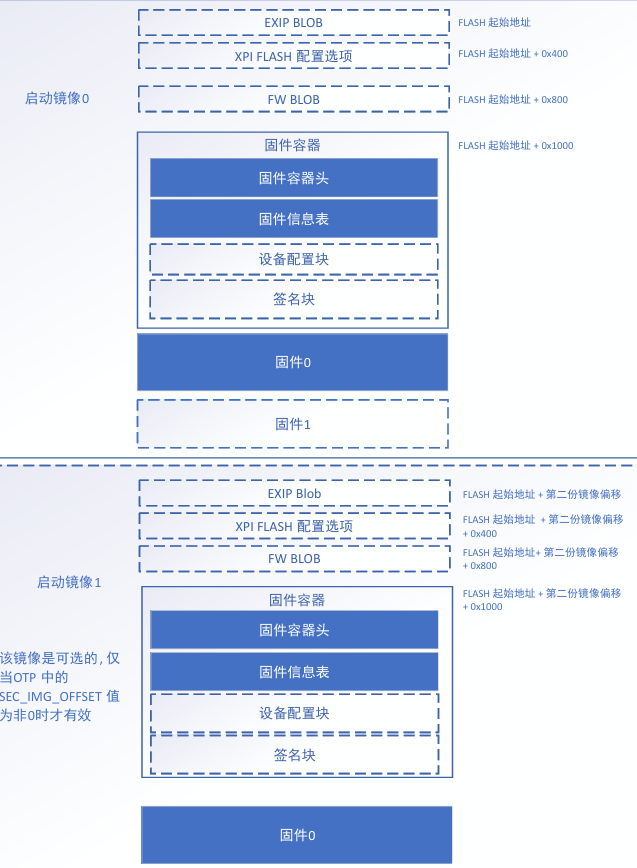 EXIP BLOB
FLASH 起始地址
XPI FLASH 配置选项
FLASH 起始地址 + 0x400
启动镜像0
FW BLOB
FLASH 起始地址 + 0x800
固件容器
FLASH 起始地址 + 0x1000
固件容器头
固件信息表
设备配置块
签名块
固件0
固件1
EXIP Blob
FLASH 起始地址 + 第二份镜像偏移
XPI FLASH 配置选项
FLASH 起始地址 + 第二份镜像偏移
+ 0x400
FW BLOB
FLASH 起始地址+ 第二份镜像偏移
+ 0x800
启动镜像1
固件容器
FLASH 起始地址 + 第二份镜像偏移
+ 0x1000
固件容器头
固件信息表
该镜像是可选的, 仅
当OTP 中的
SEC_IMG_OFFSET 值
为非0时才有效
设备配置块
签名块
固件0